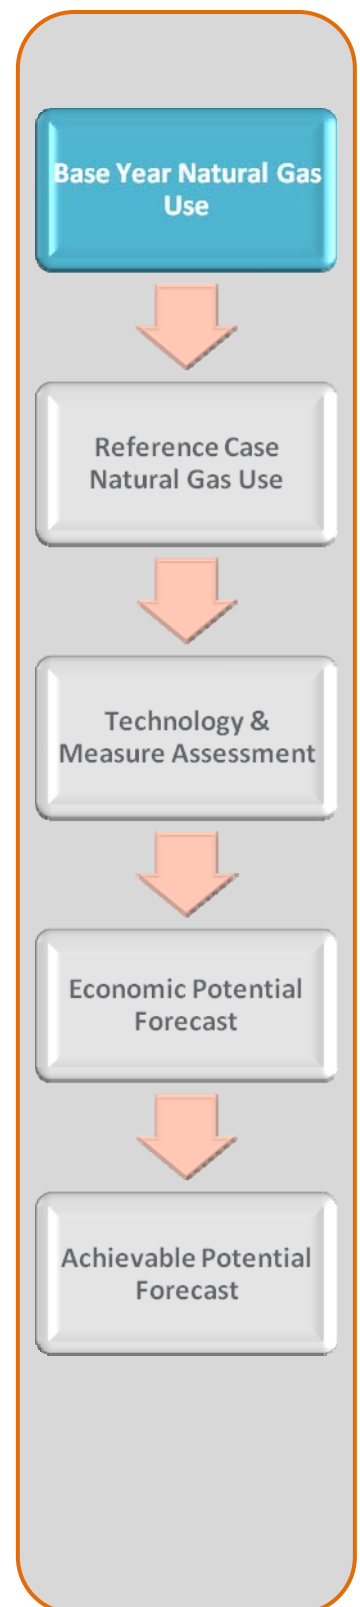 Base Year Natural Gas
Use
Reference Case
Natural Gas Use
Technology &
Measure Assessment
Economic Potential
Forecast
Achievable Potential
Forecast